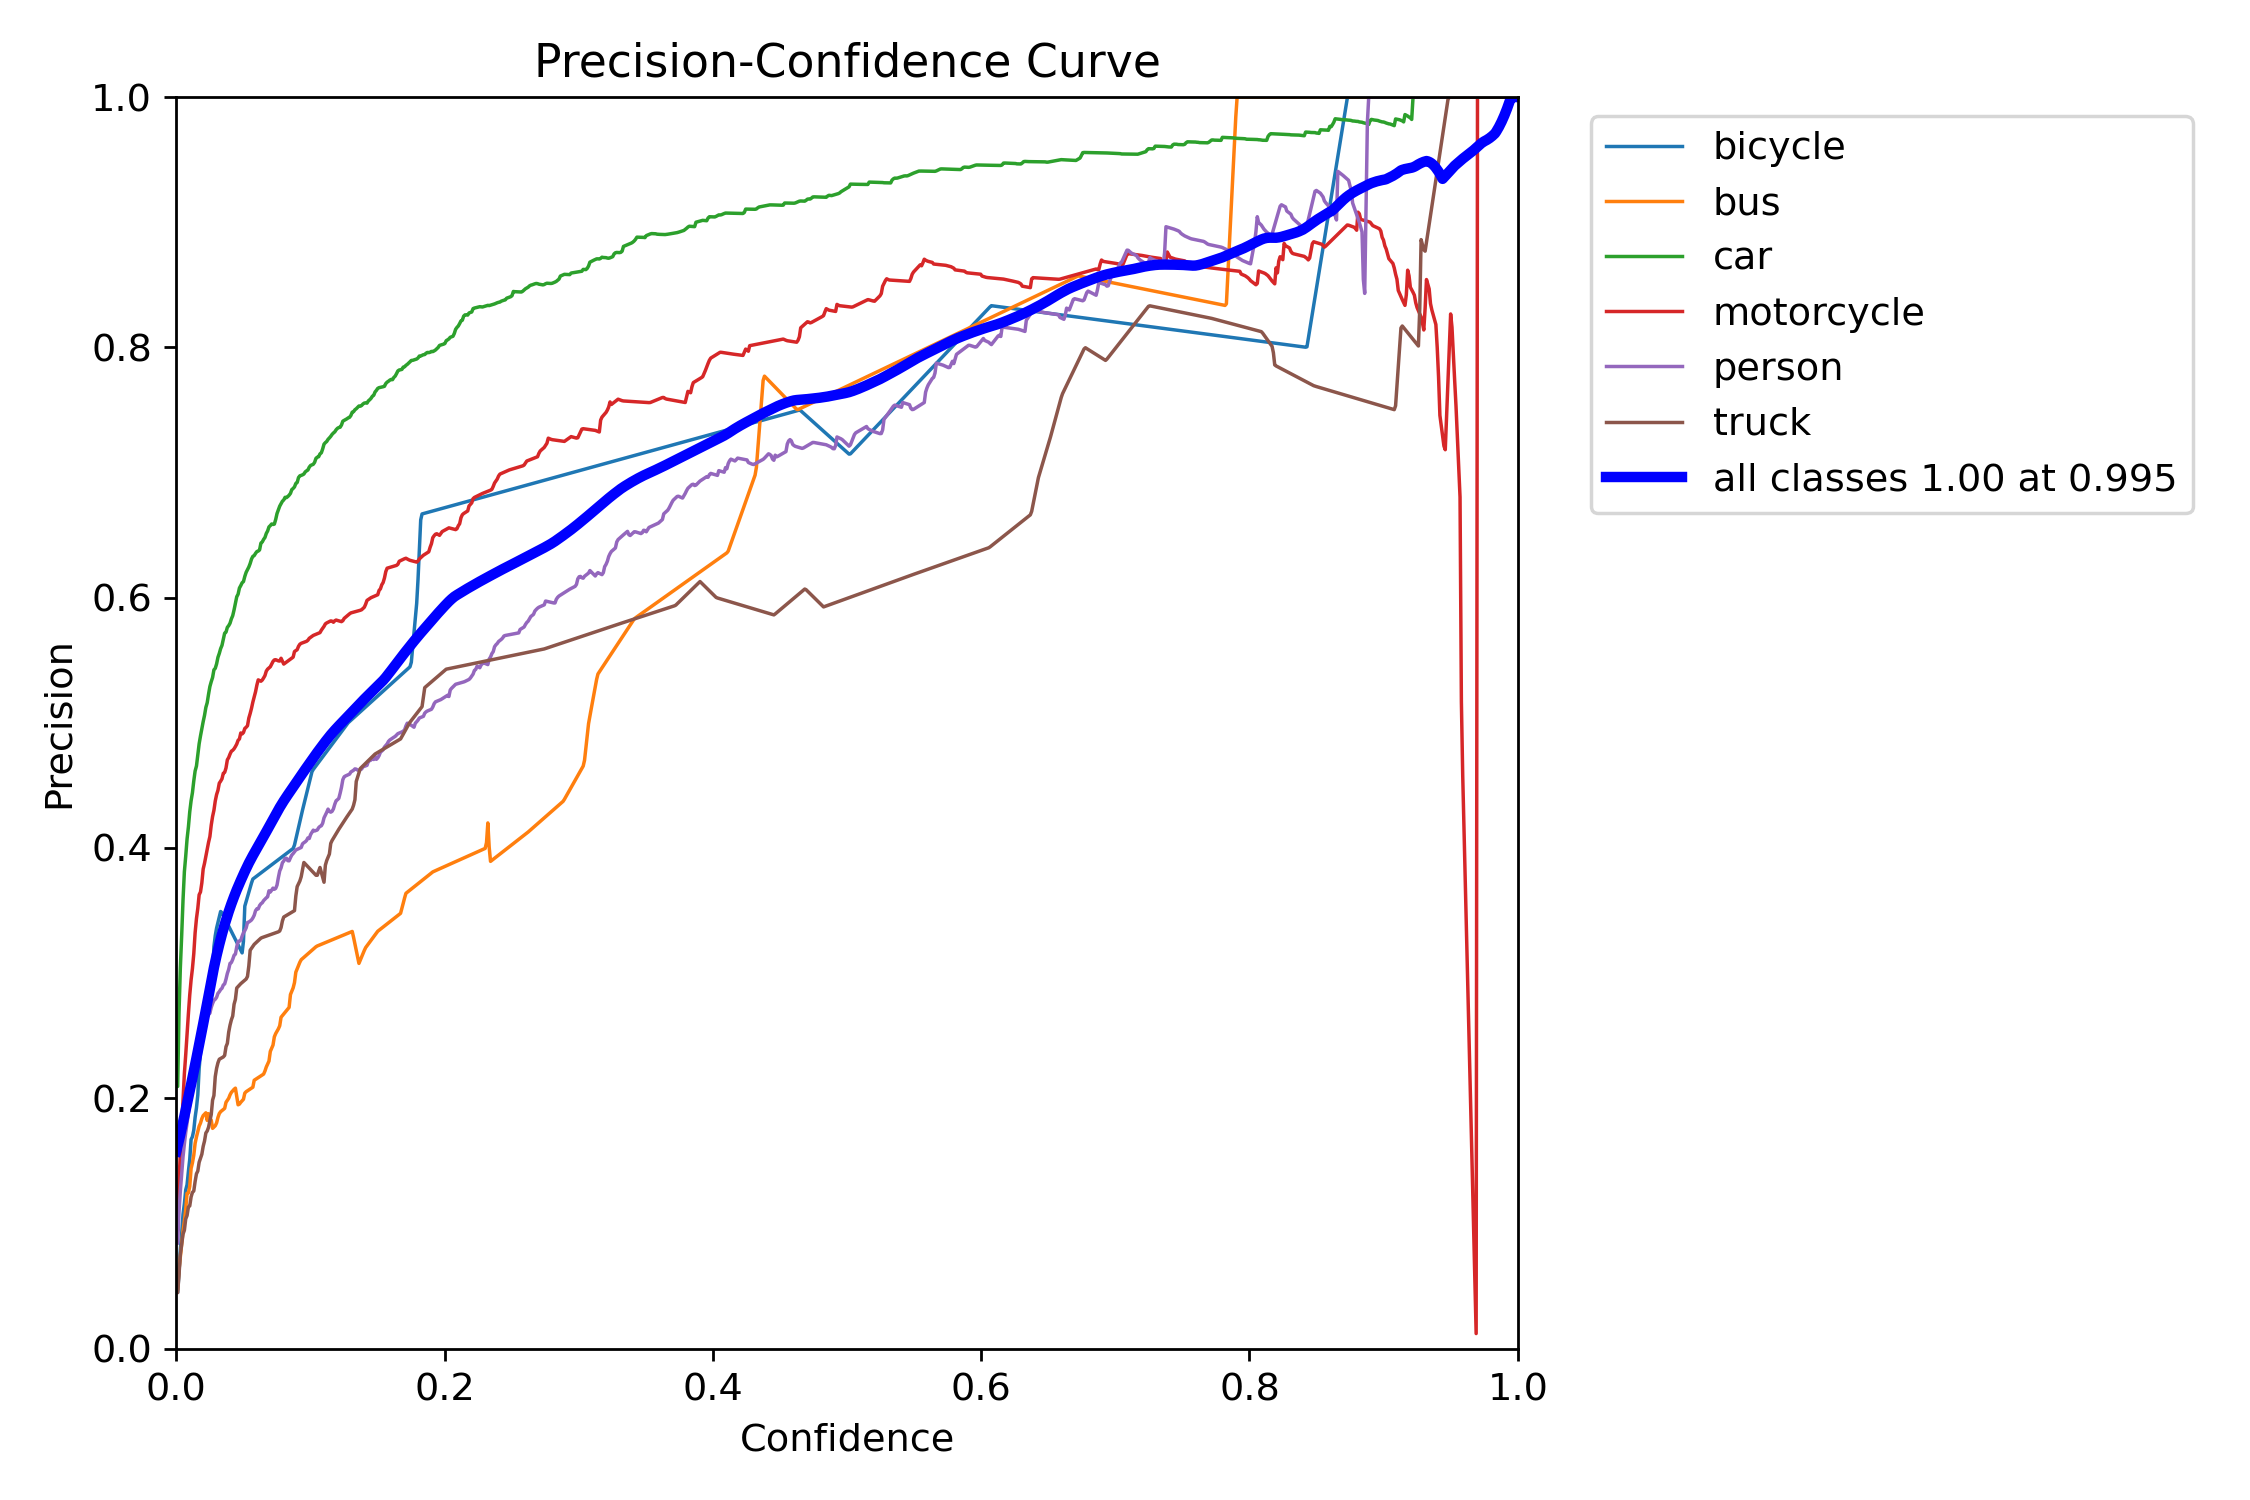 Precision-Confidence Curve
1.0
0.8
0.6
0.4
0.2
0.0
Precision
0.0 0.2 0.4 0.6 0.8 1.0
Confidence
bicycle
bus
car
motorcycle
person
truck
all classes 1.00 at 0.995